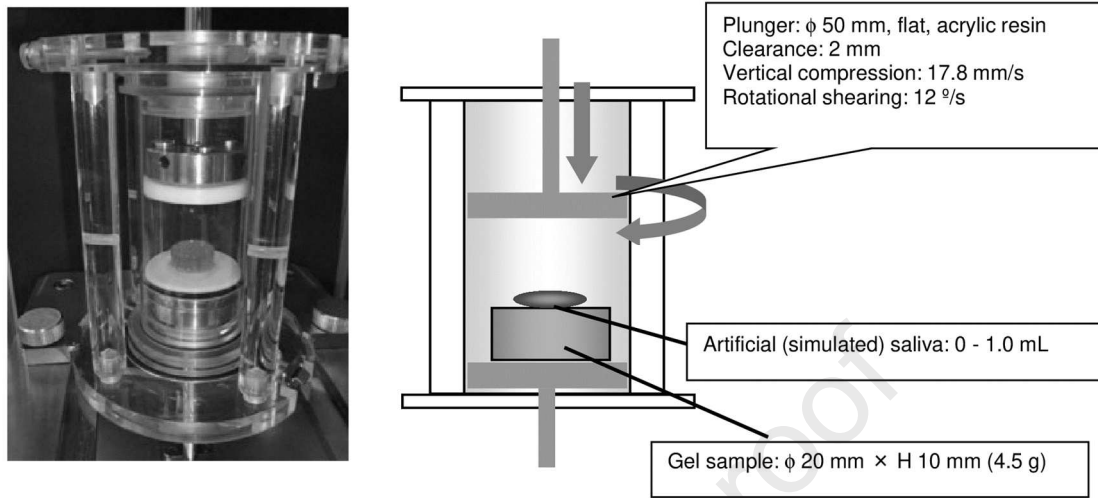 Plunger: ϕ 50 mm, flat, acrylic resin
Clearance: 2 mm
Vertical compression: 17.8 mm/s
Rotational shearing: 12 º/s
Artificial (simulated) saliva: 0 - 1.0 mL
Gel sample: ϕ 20 mm × H 10 mm (4.5 g)
roof